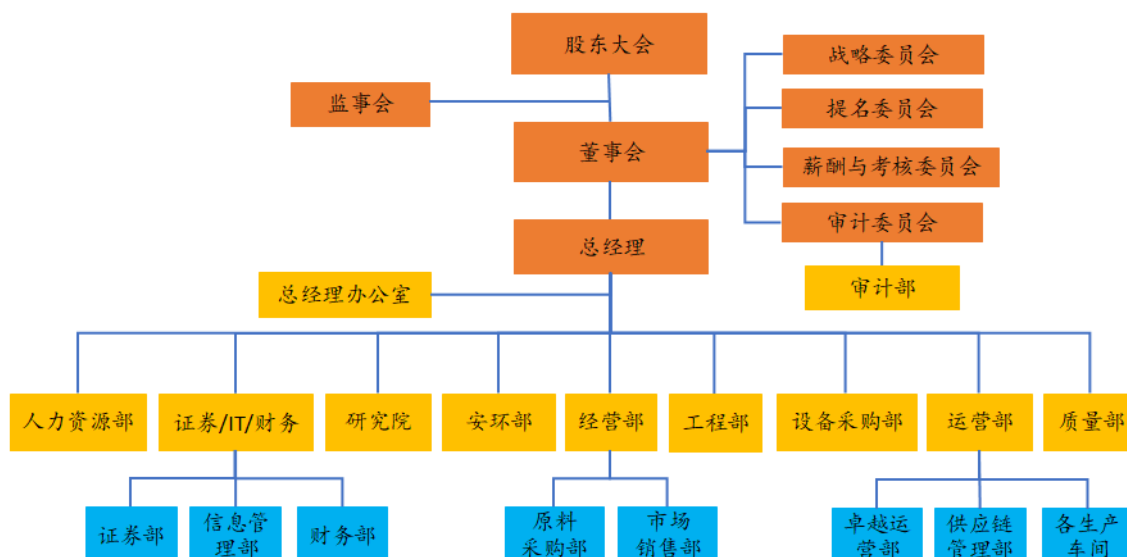 股东大会
战略委员会
监事会
提名委员会
董事会
薪酬与考核委员会
审计委员会
总经理
总经理办公室
审计部
人力资源部
证券/IT/财务
研究院
安环部
经营部
工程部
设备采购部
运营部
质量部
证券部
信息管
理部
财务部
原料
采购部
市场
销售部
卓越运
营部
供应链
管理部
各生产
车间